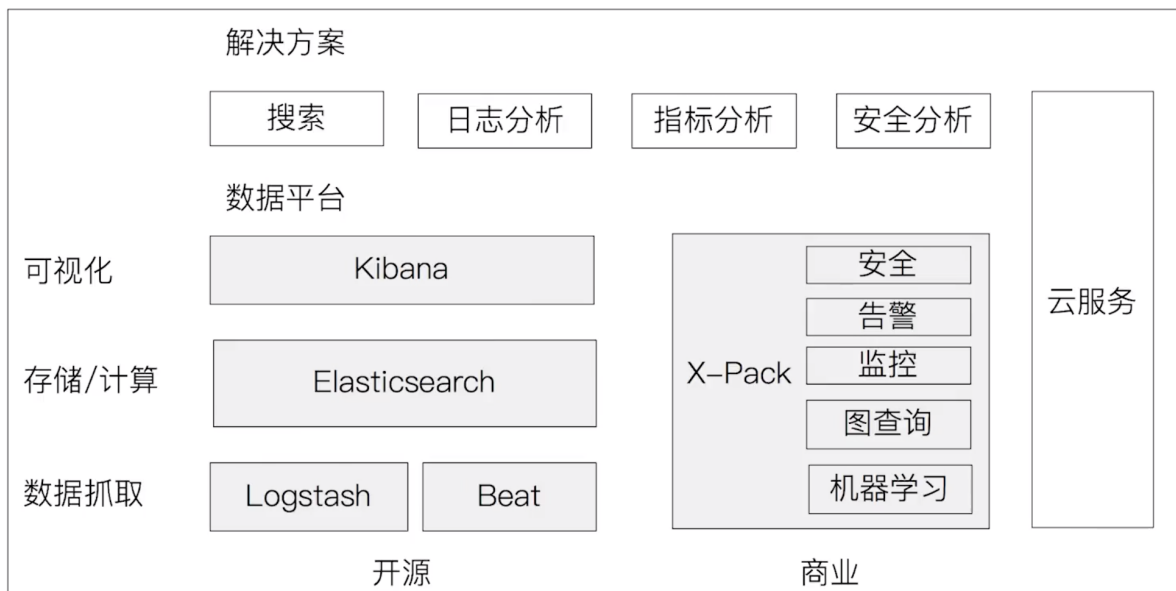 解决方案
搜索
日志分析
指标分析
安全分析
数据平台
可视化
Kibana
存储/计算
Elasticsearch
数据抓取
Logstash
Beat
X-Pack
安全
告警
监控
图查询
机器学习
云服务
开源
商业